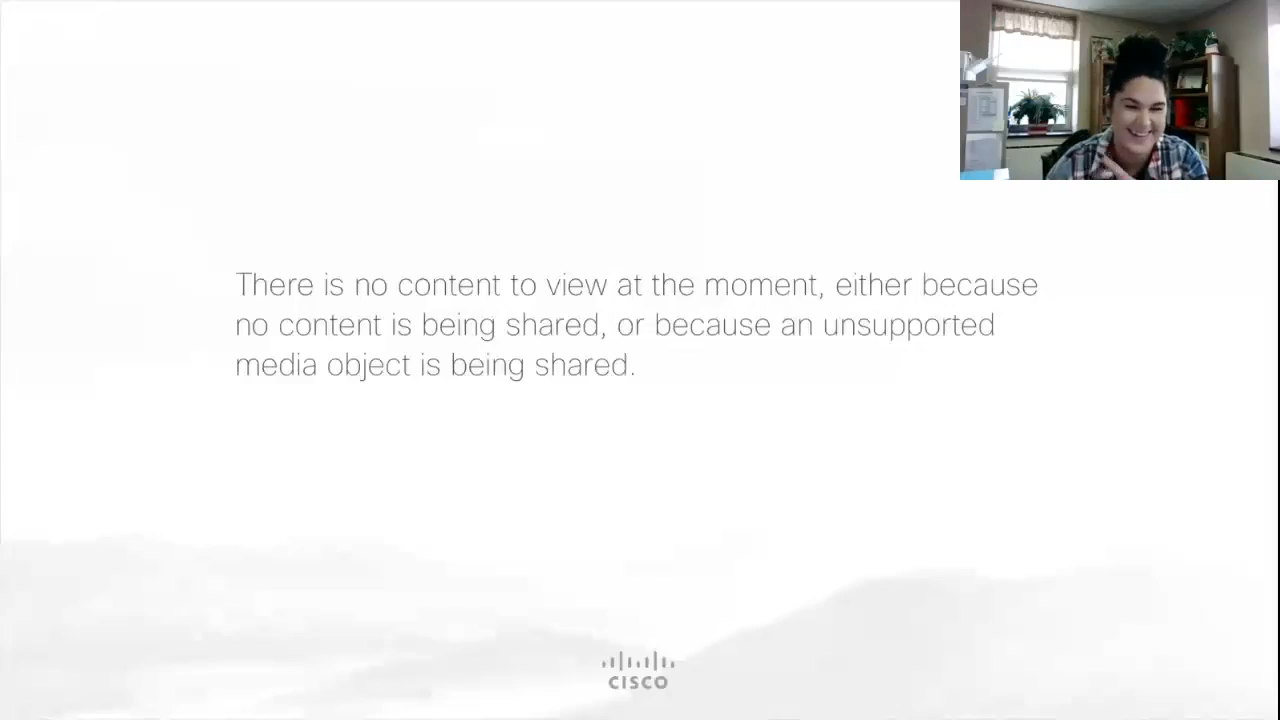 There is no content to view at the moment, either because
no content is being shared, or because an unsupported
media object is being shared.
CISCO